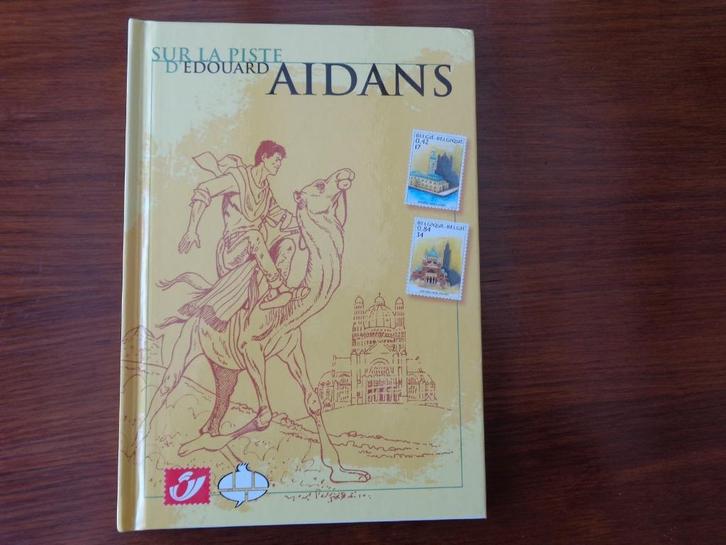 SUR LA PISTE
D'EDOUARD AIDANS
BELGIË-BELGIQUE
0,42
17
BELGIQUE-BELGIË
0,84
34